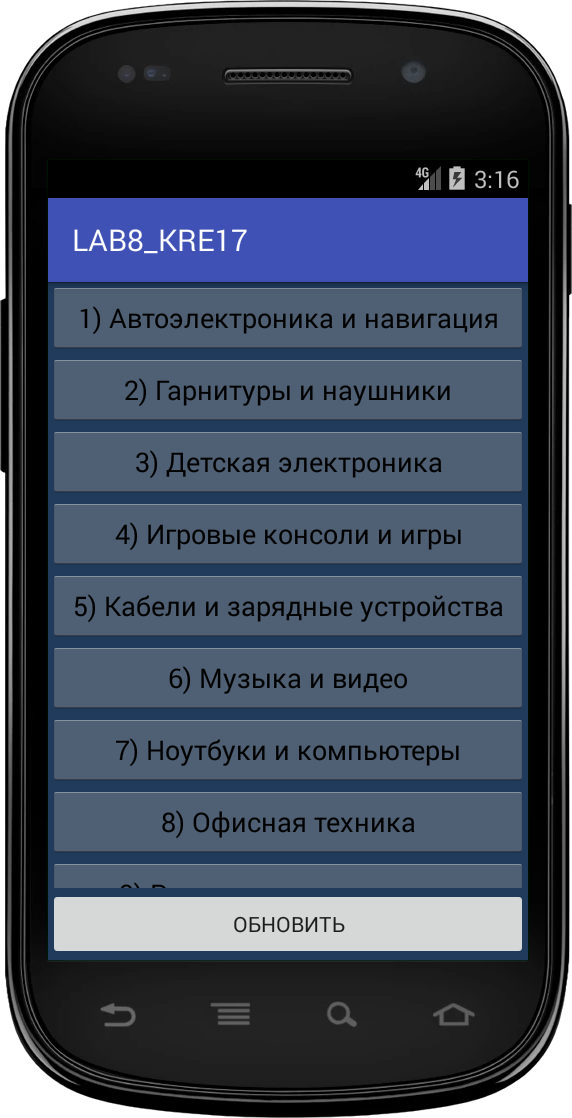 4G 3:16
LAB8_KRE17
1) Автоэлектроника и навигация
2) Гарнитуры и наушники
3) Детская электроника
4) Игровые консоли и игры
5) Кабели и зарядные устройства
6) Музыка и видео
7) Ноутбуки и компьютеры
8) Офисная техника
ОБНОВИТЬ